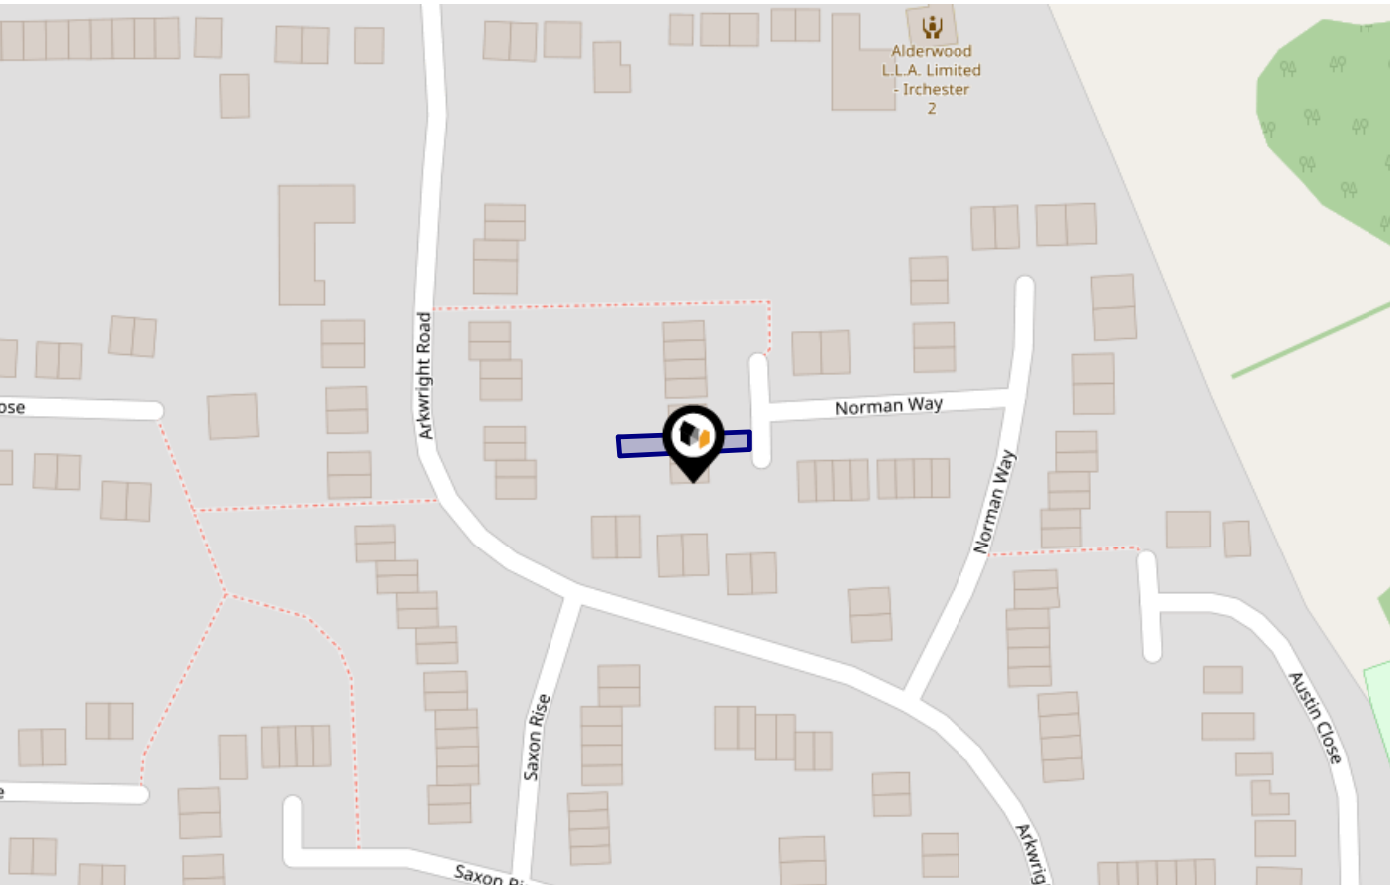 Alderwood
L.L.A. Limited
- Irchester
2
Arkwright Road
ose
Norman Way
Norman Way
Saxon Rise
Austin Close
e
Arkwrig
Saxon Ri